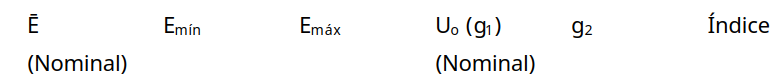 Ē Emín Emáx Uo (g1) g2 Índice
(Nominal) (Nominal)